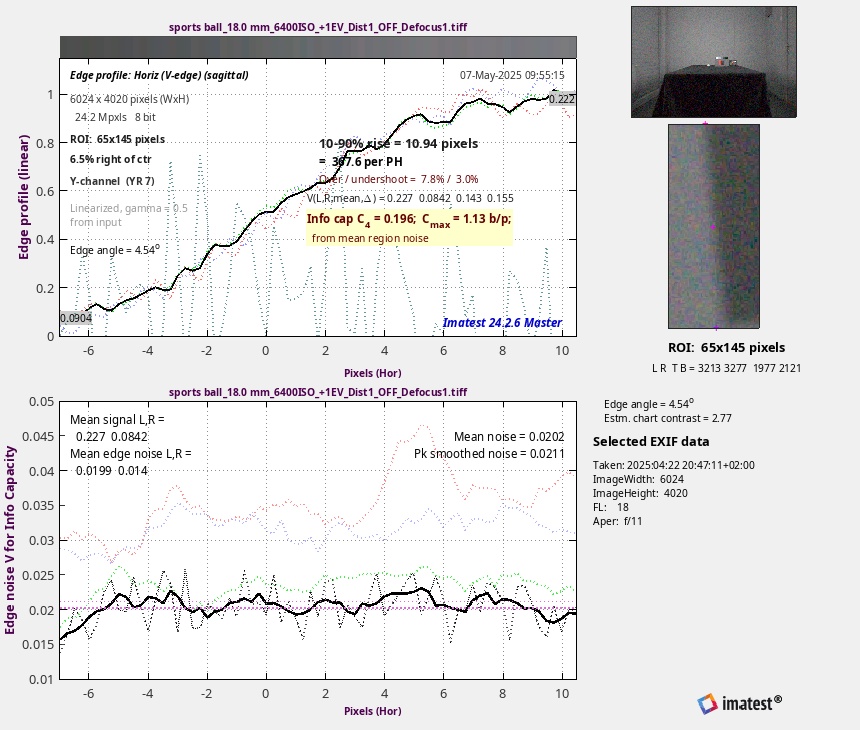 sports ball_18.0 mm_6400ISO_+1EV_Dist1_OFF_Defocus1.tiff
Edge profile: Horiz (V-edge) (sagittal)
07-May-2025 09:55:15
6024 x 4020 pixels (WxH)
24.2 Mpxls 8 bit
ROI: 65x145 pixels
6.5% right of ctr
Y-channel (YR 7)
Linearized, gamma = 0.5
from input
Edge angle = 4.54o
0.222
10-90% rise = 10.94 pixels
= 367.6 per PH
Over / undershoot = 7.8% / 3.0%
V(L,R,mean,Δ) = 0.227 0.0842 0.143 0.155
Info cap C4 = 0.196; Cmax = 1.13 b/p;
from mean region noise
0.0904
Imatest 24.2.6 Master
Edge profile (linear)
1
0.8
0.6
0.4
0.2
0
-6 -4 -2 0 2 4 6 8 10
Pixels (Hor)
ROI: 65x145 pixels
L R T B = 3213 3277 1977 2121
sports ball_18.0 mm_6400ISO_+1EV_Dist1_OFF_Defocus1.tiff
Mean signal L,R =
0.227 0.0842
Mean edge noise L,R =
0.0199 0.014
Mean noise = 0.0202
Pk smoothed noise = 0.0211
Edge noise V for Info Capacity
0.05
0.045
0.04
0.035
0.03
0.025
0.02
0.015
0.01
-6 -4 -2 0 2 4 6 8 10
Pixels (Hor)
Edge angle = 4.54o
Estm. chart contrast = 2.77
Selected EXIF data
Taken: 2025:04:22 20:47:11+02:00
ImageWidth: 6024
ImageHeight: 4020
FL: 18
Aper: f/11
imatest®